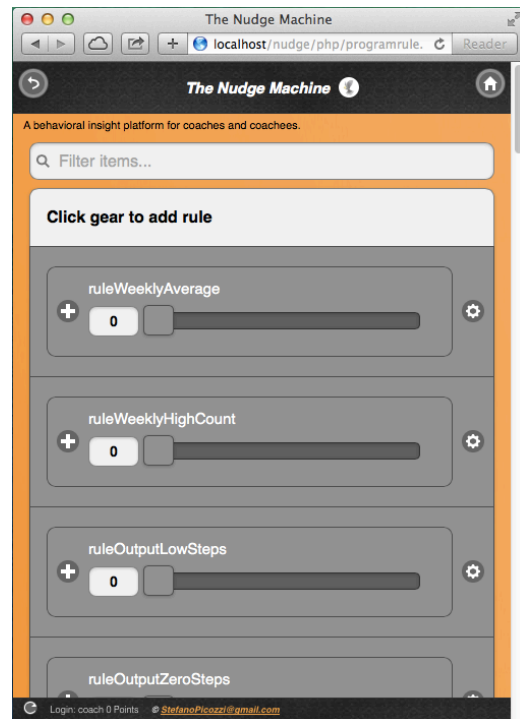 The Nudge Machine
localhost/nudge/php/programrule.
Reader
The Nudge Machine
A behavioral insight platform for coaches and coachees.
Filter items...
Click gear to add rule
ruleWeeklyAverage
0
ruleWeeklyHighCount
0
ruleOutputLowSteps
0
ruleOutputZeroSteps
Login: coach 0 Points © StefanoPicozzi@gmail.com